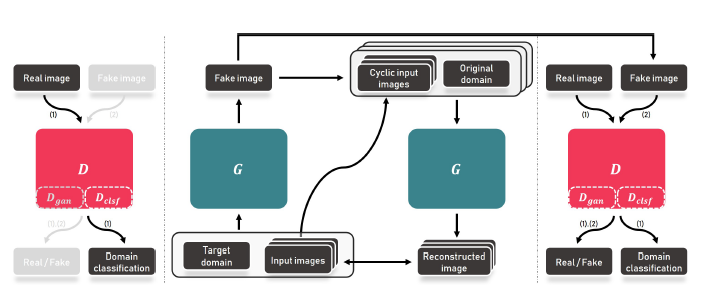 Real image
Fake image
(1)
(2)
D
D_gan
D_clsf
(1),(2)
(1)
Real / Fake
Domain
classification
Fake image
Cyclic input
images
Original
domain
G
G
Target
domain
Input images
Reconstructed
image
Real image
Fake image
(1)
(2)
D
D_gan
D_clsf
(1),(2)
(1)
Real / Fake
Domain
classification